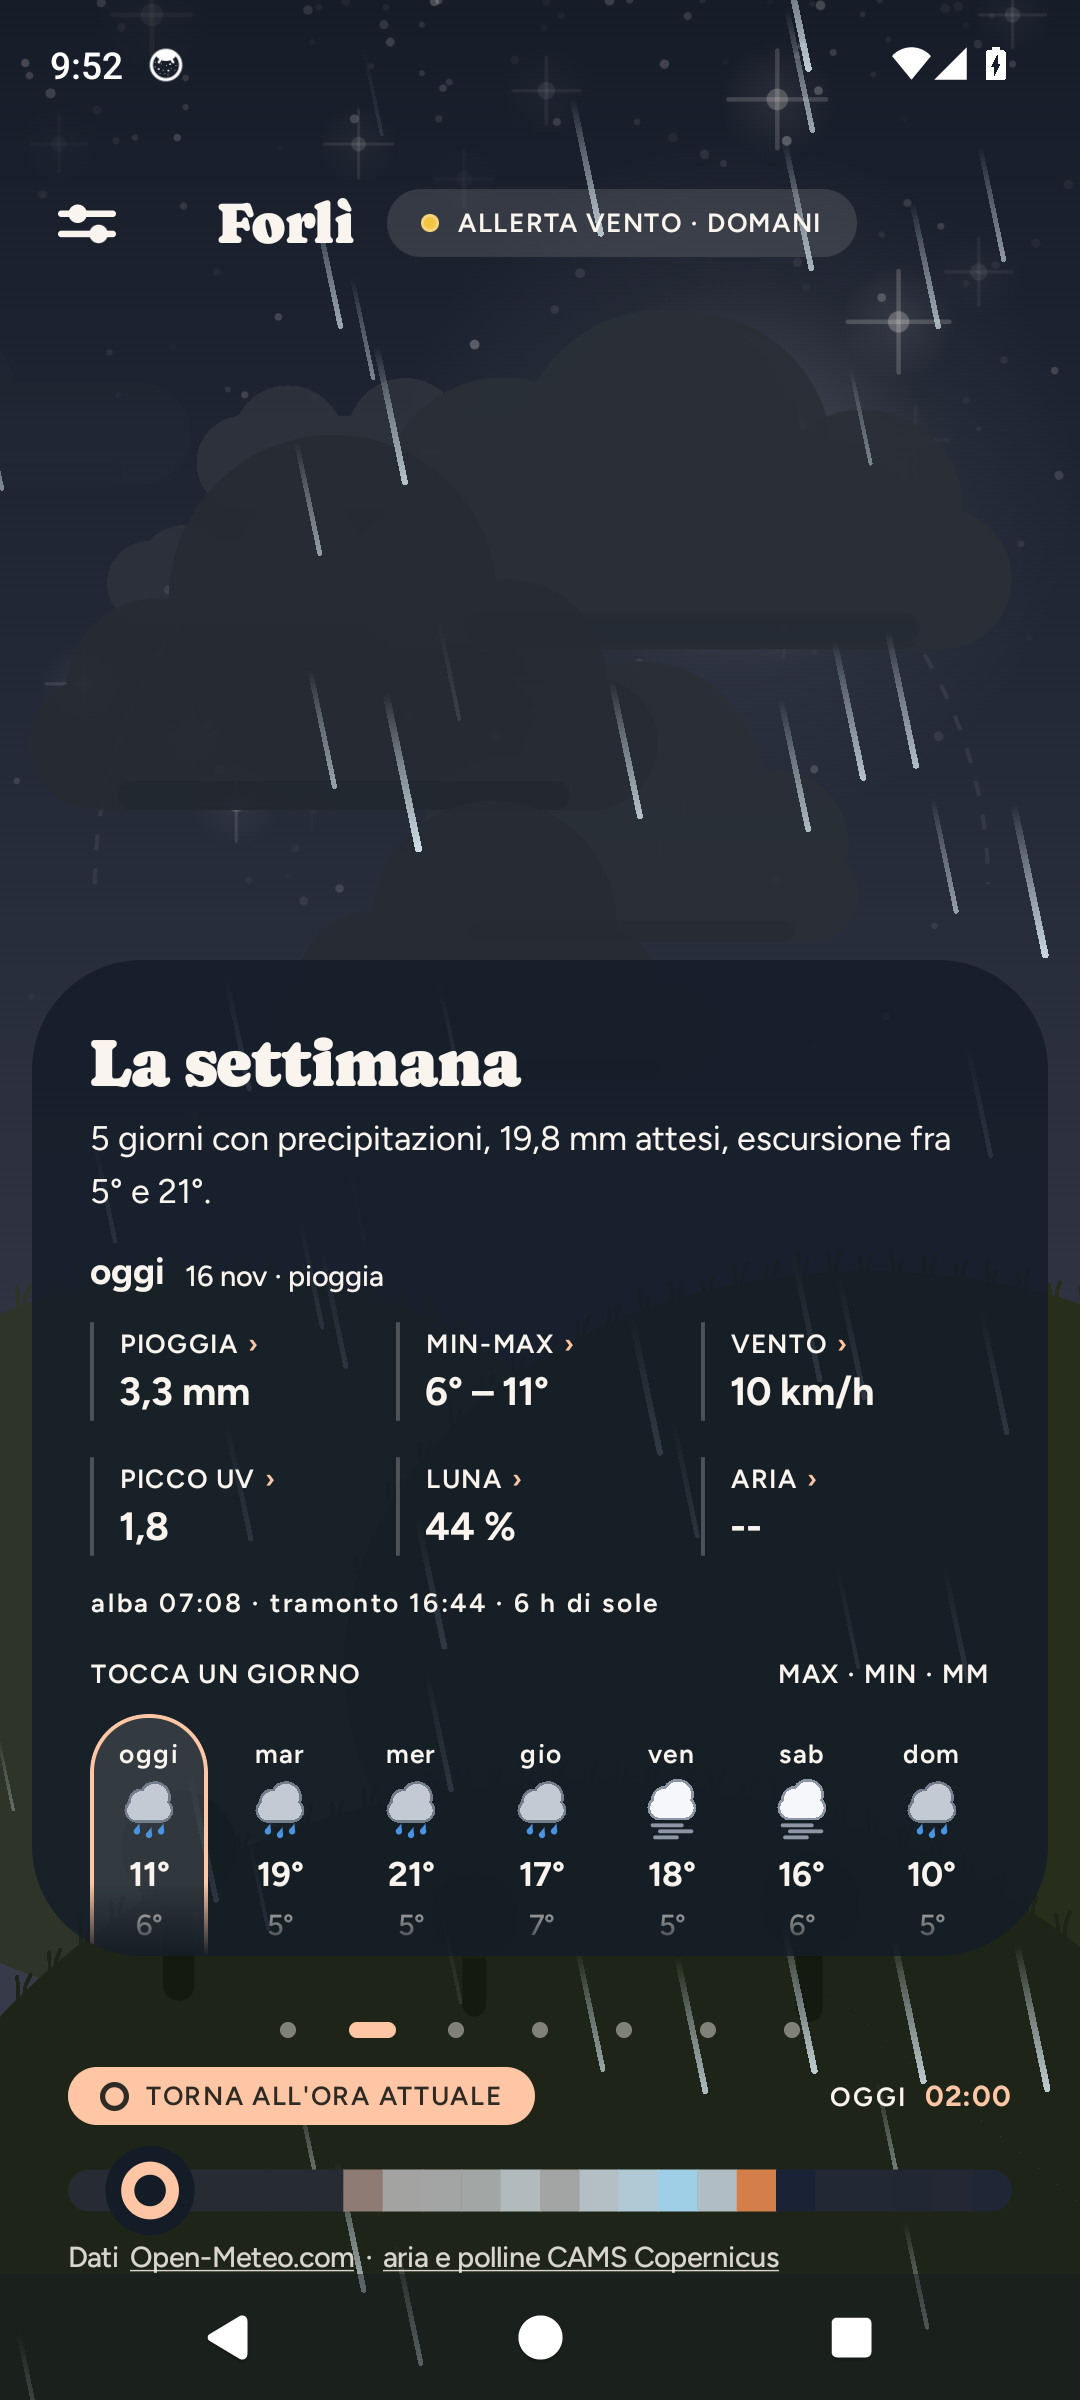 9:52
Forlì
ALLERTA VENTO · DOMANI
La settimana
5 giorni con precipitazioni, 19,8 mm attesi, escursione fra
5° e 21°.
oggi 16 nov · pioggia
PIOGGIA › MIN-MAX › VENTO ›
3,3 mm 6° – 11° 10 km/h
PICCO UV › LUNA › ARIA ›
1,8 44 % --
alba 07:08 · tramonto 16:44 · 6 h di sole
TOCCA UN GIORNO MAX · MIN · MM
oggi mar mer gio ven sab dom
11° 19° 21° 17° 18° 16° 10°
6° 5° 5° 7° 5° 6° 5°
TORNA ALL'ORA ATTUALE OGGI 02:00
Dati Open-Meteo.com · aria e polline CAMS Copernicus